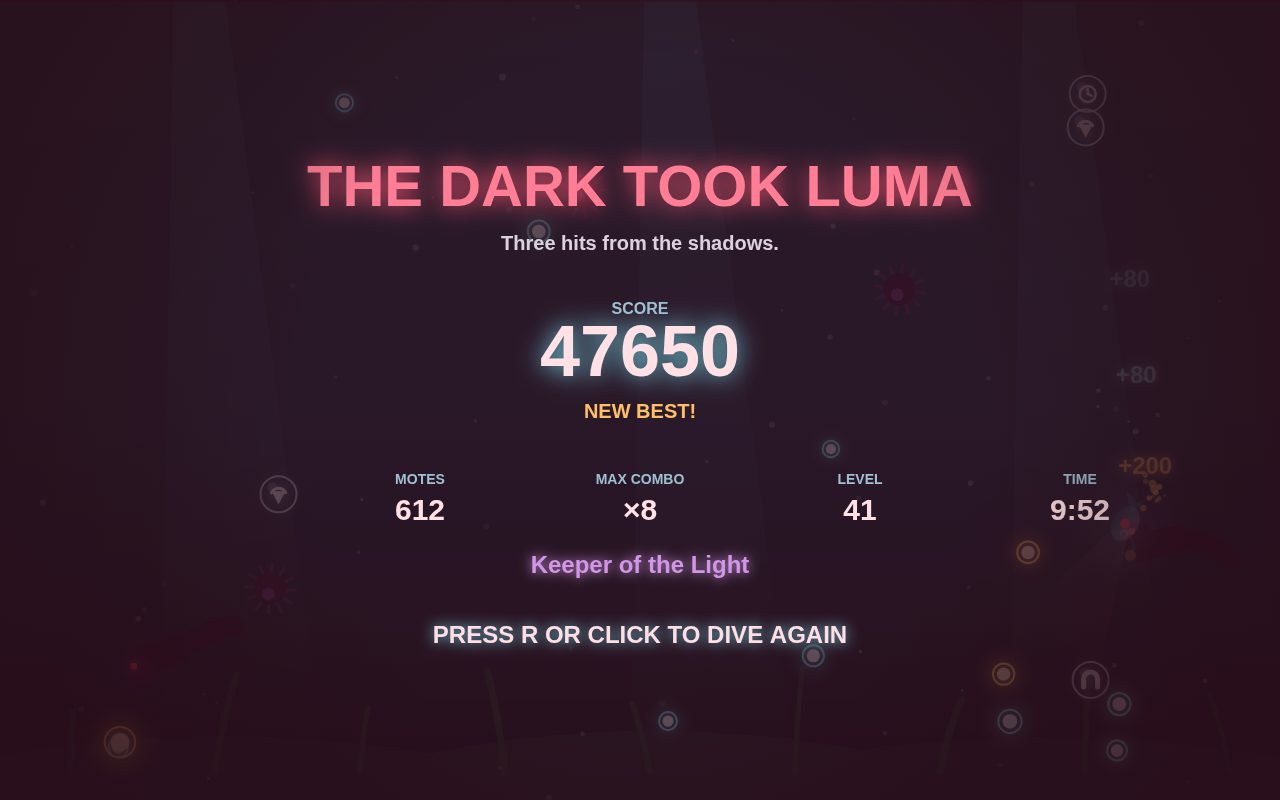 THE DARK TOOK LUMA
Three hits from the shadows.
+80
SCORE
47650
+80
NEW BEST!
+200
MOTES MAX COMBO LEVEL TIME
612 ×8 41 9:52
Keeper of the Light
PRESS R OR CLICK TO DIVE AGAIN